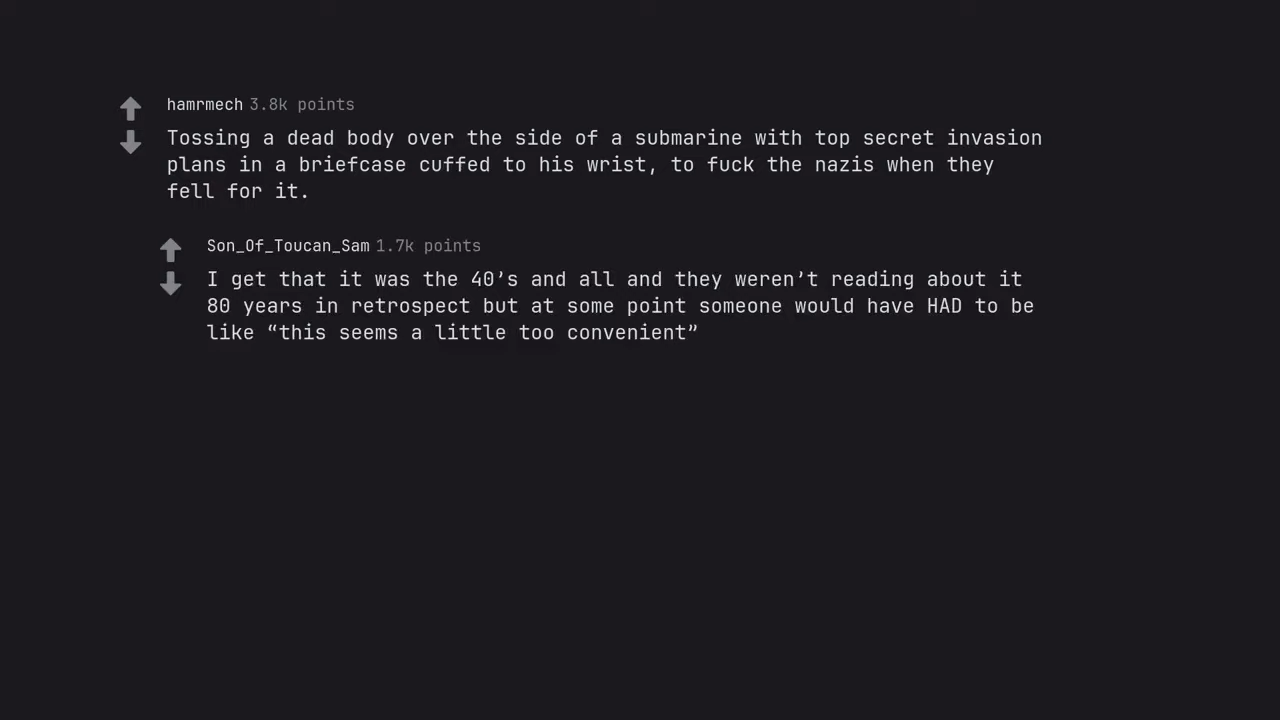 hamrmech 3.8k points
Tossing a dead body over the side of a submarine with top secret invasion
plans in a briefcase cuffed to his wrist, to fuck the nazis when they
fell for it.
Son_Of_Toucan_Sam 1.7k points
I get that it was the 40’s and all and they weren’t reading about it
80 years in retrospect but at some point someone would have HAD to be
like “this seems a little too convenient”